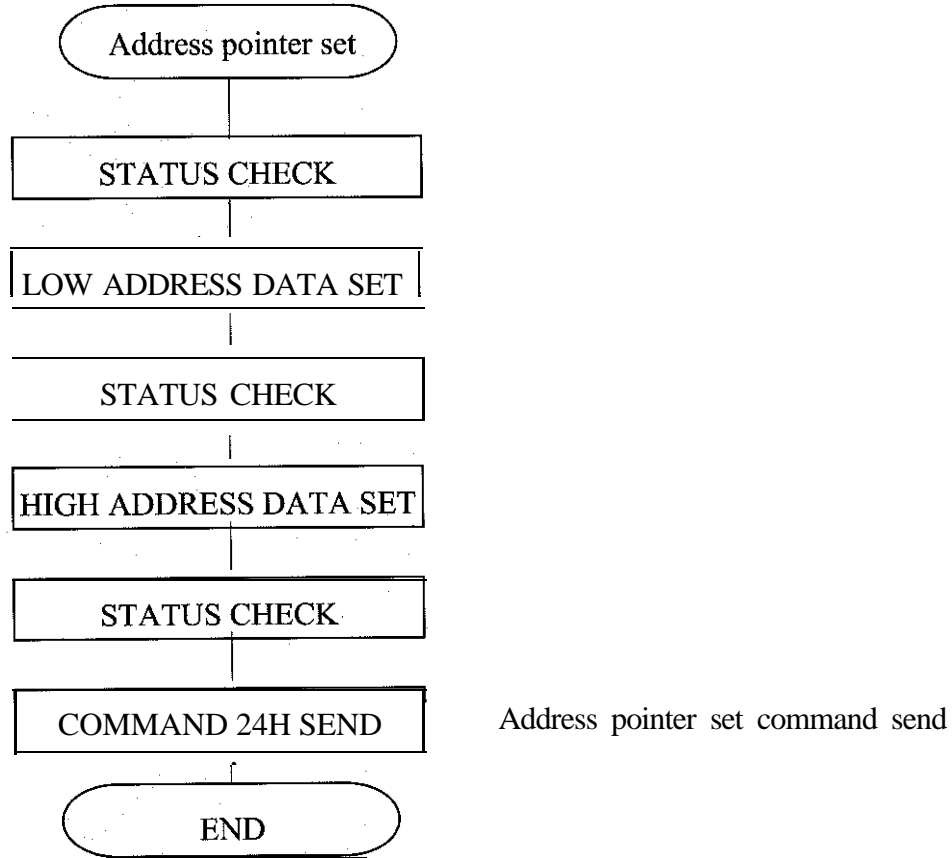 Address pointer set
STATUS CHECK
LOW ADDRESS DATA SET
STATUS CHECK
HIGH ADDRESS DATA SET
STATUS CHECK
COMMAND 24H SEND
Address pointer set command send
END